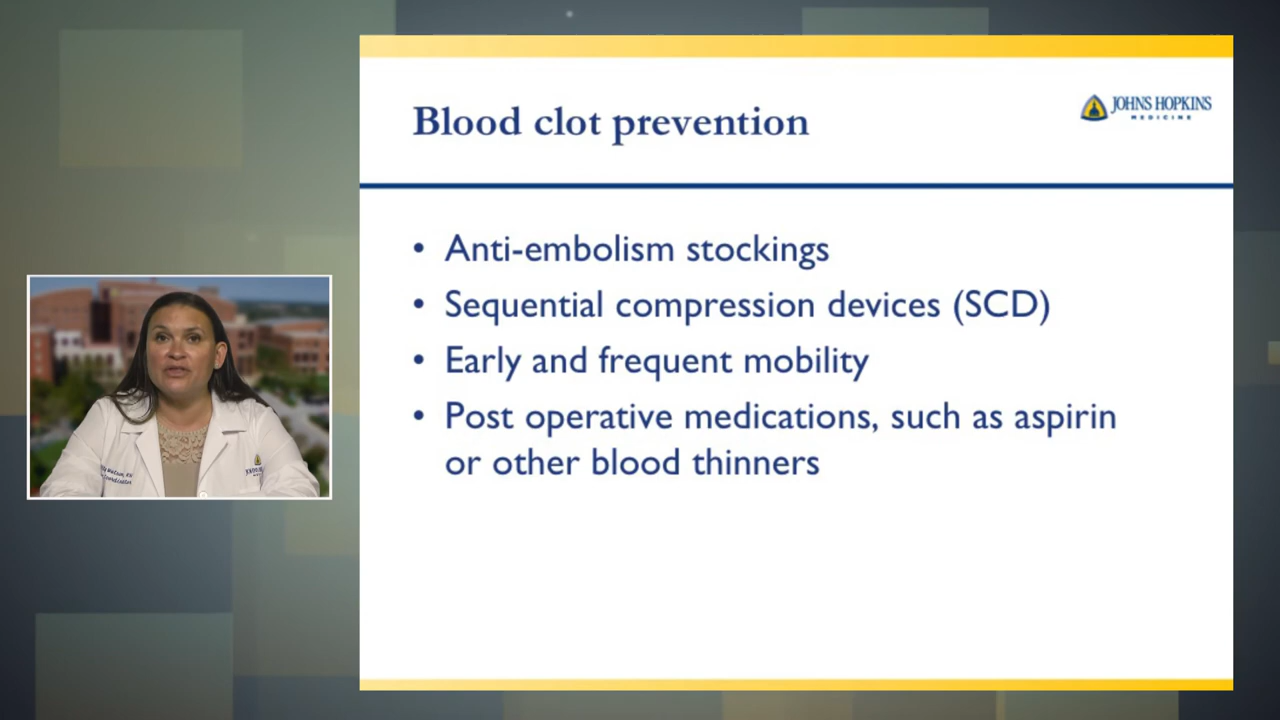 Blood clot prevention
JOHNS HOPKINS
MEDICINE
• Anti-embolism stockings
• Sequential compression devices (SCD)
• Early and frequent mobility
• Post operative medications, such as aspirin
or other blood thinners